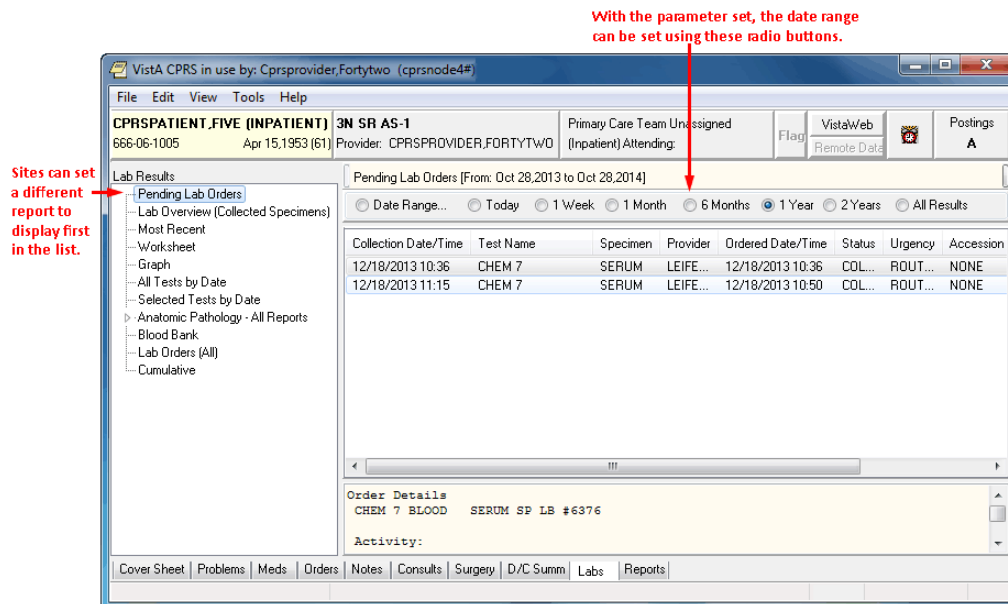 With the parameter set, the date range
can be set using these radio buttons.
VistA CPRS in use by: Cprsprovider,Fortytwo (cprsnode4#)
File Edit View Tools Help
CPRSPATIENT,FIVE (INPATIENT) 3N SR AS-1 Primary Care Team Unassigned Flag VistaWeb Postings
666-06-1005 Apr 15,1953 (61) Provider: CPRSPROVIDER,FORTYTWO (Inpatient) Attending: Remote Data A
Sites can set
a different
report to
display first
in the list.
Lab Results
Pending Lab Orders
Lab Overview (Collected Specimens)
Most Recent
Worksheet
Graph
All Tests by Date
Selected Tests by Date
Anatomic Pathology - All Reports
Blood Bank
Lab Orders (All)
Cumulative
Pending Lab Orders [From: Oct 28,2013 to Oct 28,2014]
Date Range... Today 1 Week 1 Month 6 Months 1 Year 2 Years All Results
Collection Date/Time Test Name Specimen Provider Ordered Date/Time Status Urgency Accession
12/18/2013 10:36 CHEM 7 SERUM LEIFE... 12/18/2013 10:36 COL... ROUT... NONE
12/18/2013 11:15 CHEM 7 SERUM LEIFE... 12/18/2013 10:50 COL... ROUT... NONE
Order Details
CHEM 7 BLOOD SERUM SP LB #6376
Activity:
Cover Sheet Problems Meds Orders Notes Consults Surgery D/C Summ Labs Reports